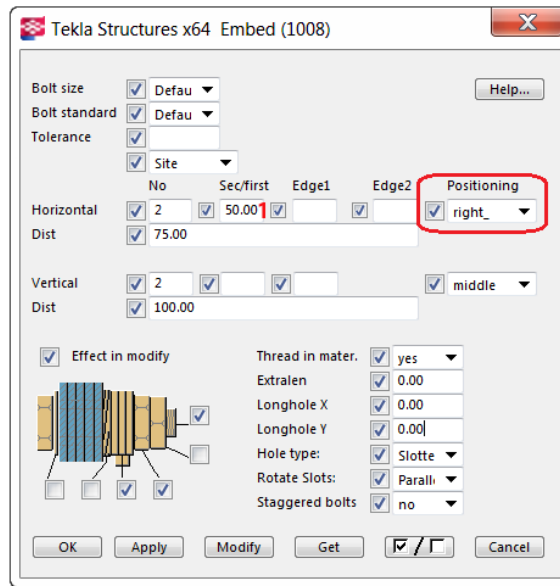 Tekla Structures x64 Embed (1008)
Bolt size Defau Help...
Bolt standard Defau
Tolerance
Site
No Sec/first Edge1 Edge2 Positioning
Horizontal 2 50.00 1 right_
Dist 75.00
Vertical 2 middle
Dist 100.00
Effect in modify Thread in mater. yes
Extralen 0.00
Longhole X 0.00
Longhole Y 0.00
Hole type: Slotte
Rotate Slots: Paralle
Staggered bolts no
OK Apply Modify Get / Cancel